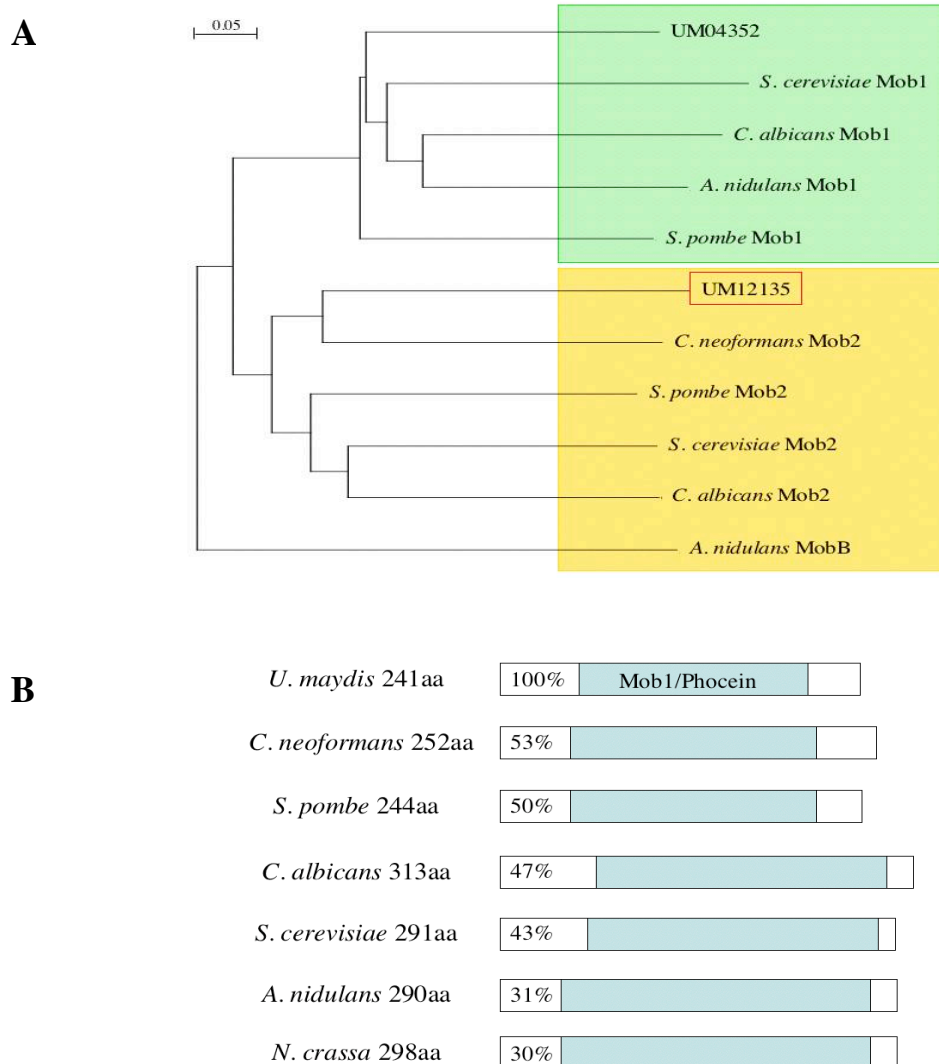 A
0.05
UM04352
S. cerevisiae Mob1
C. albicans Mob1
A. nidulans Mob1
S. pombe Mob1
UM12135
C. neoformans Mob2
S. pombe Mob2
S. cerevisiae Mob2
C. albicans Mob2
A. nidulans MobB
B
U. maydis 241aa 100% Mob1/Phocein
C. neoformans 252aa 53%
S. pombe 244aa 50%
C. albicans 313aa 47%
S. cerevisiae 291aa 43%
A. nidulans 290aa 31%
N. crassa 298aa 30%